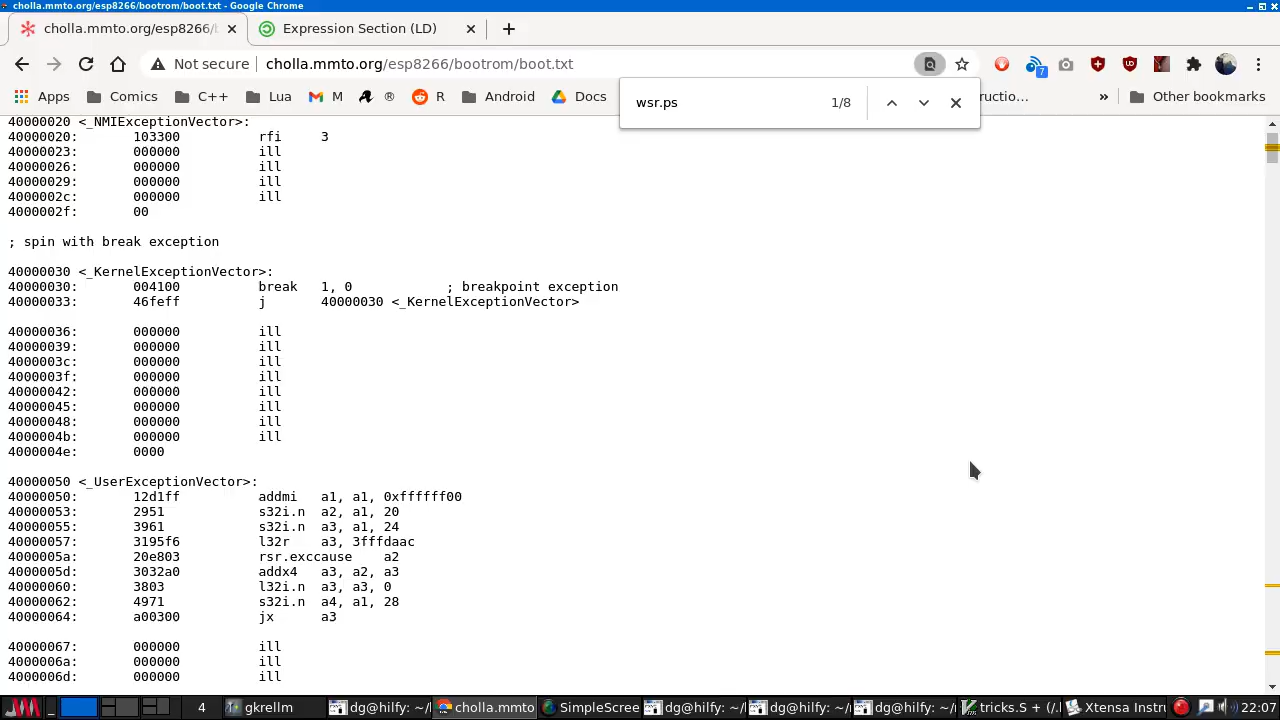 cholla.mmto.org/esp8266/bootrom/boot.txt - Google Chrome
cholla.mmto.org/esp8266/b
Expression Section (LD)
Not secure | cholla.mmto.org/esp8266/bootrom/boot.txt
7
Apps Comics C++ Lua M ® R Android Docs ructio… » Other bookmarks
wsr.ps 1/8
40000020 <_NMIExceptionVector>:
40000020: 103300 rfi 3
40000023: 000000 ill
40000026: 000000 ill
40000029: 000000 ill
4000002c: 000000 ill
4000002f: 00
; spin with break exception
40000030 <_KernelExceptionVector>:
40000030: 004100 break 1, 0 ; breakpoint exception
40000033: 46feff j 40000030 <_KernelExceptionVector>
40000036: 000000 ill
40000039: 000000 ill
4000003c: 000000 ill
4000003f: 000000 ill
40000042: 000000 ill
40000045: 000000 ill
40000048: 000000 ill
4000004b: 000000 ill
4000004e: 0000
40000050 <_UserExceptionVector>:
40000050: 12d1ff addmi a1, a1, 0xffffff00
40000053: 2951 s32i.n a2, a1, 20
40000055: 3961 s32i.n a3, a1, 24
40000057: 3195f6 l32r a3, 3fffdaac
4000005a: 20e803 rsr.exccause a2
4000005d: 3032a0 addx4 a3, a2, a3
40000060: 3803 l32i.n a3, a3, 0
40000062: 4971 s32i.n a4, a1, 28
40000064: a00300 jx a3
40000067: 000000 ill
4000006a: 000000 ill
4000006d: 000000 ill
4 gkrellm dg@hilfy: ~/ cholla.mmto SimpleScree dg@hilfy: ~/ dg@hilfy: ~/ dg@hilfy: ~/ tricks.S + (/. Xtensa Instr 22:07